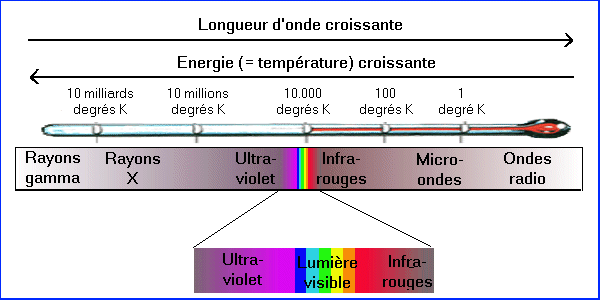 Longueur d'onde croissante
Energie (= température) croissante
10 milliards
degrés K
10 millions
degrés K
10.000
degrés K
100
degrés K
1
degré K
Rayons
gamma
Rayons
X
Ultra-
violet
Infra-
rouges
Micro-
ondes
Ondes
radio
Ultra-
violet
Lumière
visible
Infra-
rouges